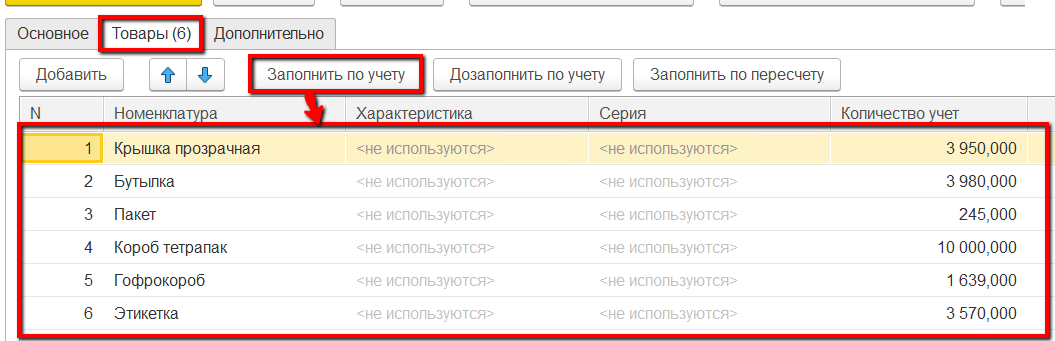 Основное Товары (6) Дополнительно
Добавить Заполнить по учету Дозаполнить по учету Заполнить по пересчету
N Номенклатура Характеристика Серия Количество учет
1 Крышка прозрачная <не используются> <не используются> 3 950,000
2 Бутылка <не используются> <не используются> 3 980,000
3 Пакет <не используются> <не используются> 245,000
4 Короб тетрапак <не используются> <не используются> 10 000,000
5 Гофрокороб <не используются> <не используются> 1 639,000
6 Этикетка <не используются> <не используются> 3 570,000